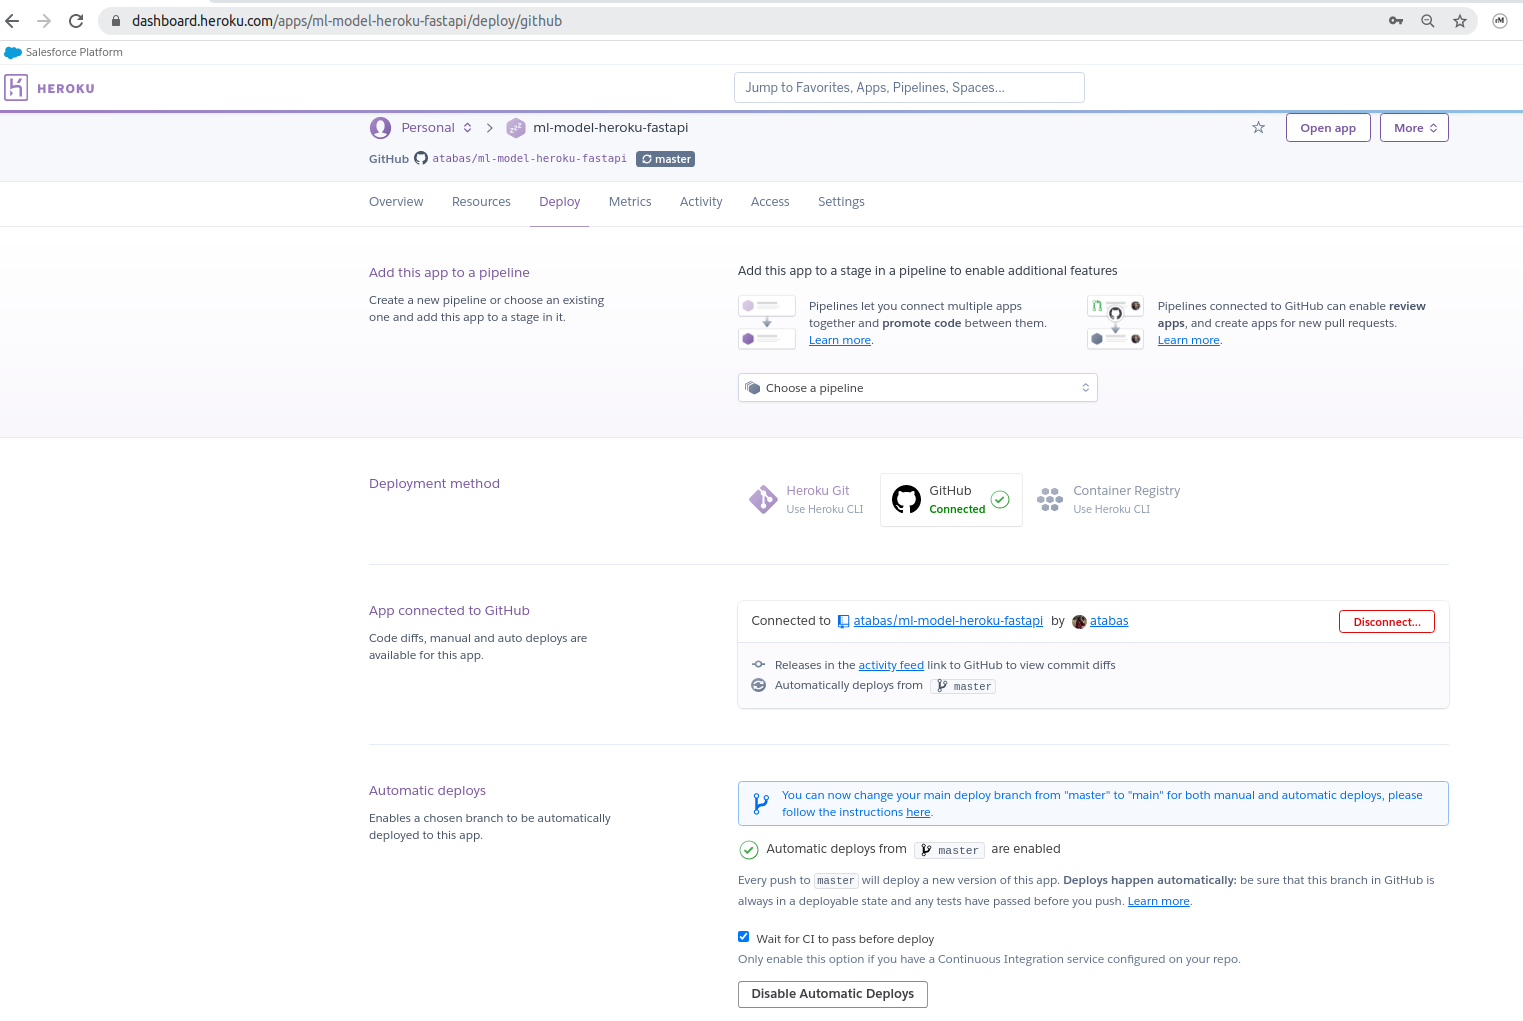 dashboard.heroku.com/apps/ml-model-heroku-fastapi/deploy/github
Salesforce Platform
HEROKU
Jump to Favorites, Apps, Pipelines, Spaces...
Personal
ml-model-heroku-fastapi
Open app
More
GitHub atabas/ml-model-heroku-fastapi master
Overview Resources Deploy Metrics Activity Access Settings
Add this app to a pipeline
Create a new pipeline or choose an existing
one and add this app to a stage in it.
Add this app to a stage in a pipeline to enable additional features
Pipelines let you connect multiple apps
together and promote code between them.
Learn more.
Pipelines connected to GitHub can enable review
apps, and create apps for new pull requests.
Learn more.
Choose a pipeline
Deployment method
Heroku Git
Use Heroku CLI
GitHub
Connected
Container Registry
Use Heroku CLI
App connected to GitHub
Code diffs, manual and auto deploys are
available for this app.
Connected to atabas/ml-model-heroku-fastapi by atabas
Disconnect...
Releases in the activity feed link to GitHub to view commit diffs
Automatically deploys from master
Automatic deploys
Enables a chosen branch to be automatically
deployed to this app.
You can now change your main deploy branch from "master" to "main" for both manual and automatic deploys, please
follow the instructions here.
Automatic deploys from master are enabled
Every push to master will deploy a new version of this app. Deploys happen automatically: be sure that this branch in GitHub is
always in a deployable state and any tests have passed before you push. Learn more.
Wait for CI to pass before deploy
Only enable this option if you have a Continuous Integration service configured on your repo.
Disable Automatic Deploys